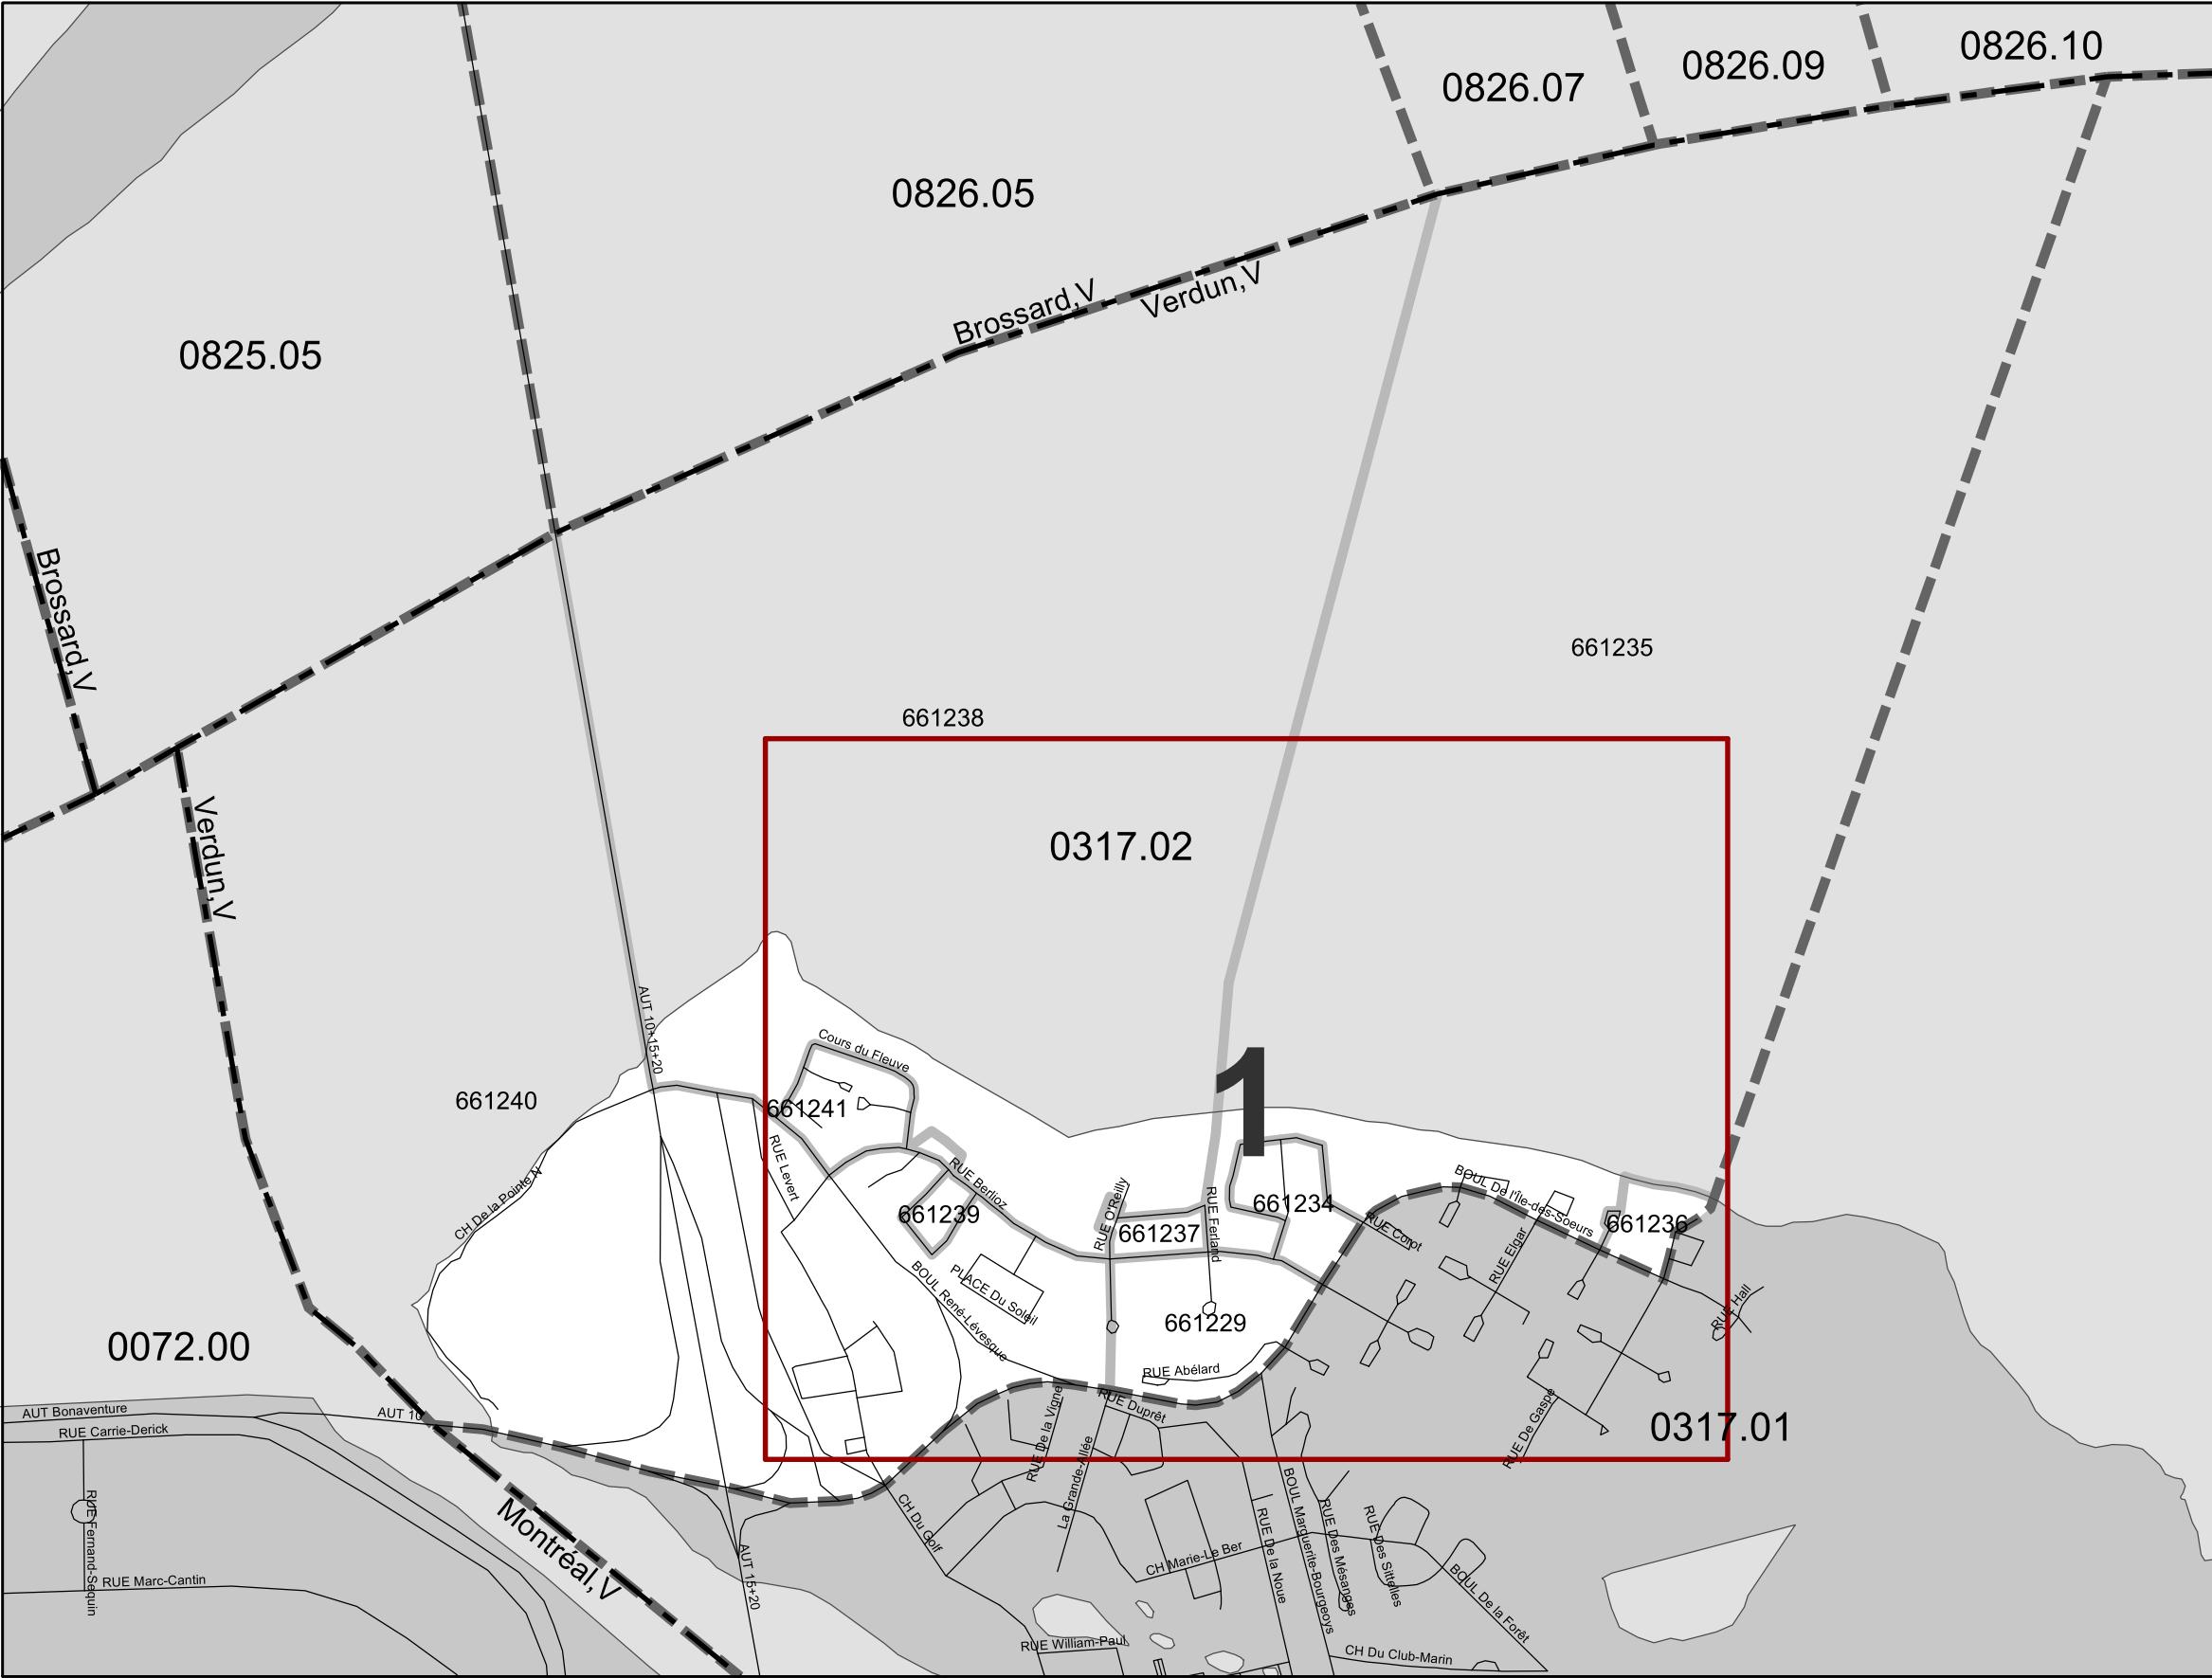 0826.10
0826.09
0826.07
0826.05
Brossard,V
Verdun,V
0825.05
Brossard,V
661235
661238
Verdun,V
0317.02
AUT 10+15+20
Cours du Fleuve
1
661240
661241
RUE Levert
CH De la Pointe N
RUE Berlioz
661239
RUE O'Reilly
661237
RUE Ferland
661234
RUE Corot
BOUL De l'Île-des-Soeurs
661236
RUE Elgar
BOUL René-Lévesque
PLACE Du Soleil
661229
RUE Hall
0072.00
RUE Abélard
RUE Duprêt
RUE De la Vigne
La Grande-Allée
RUE De Gaspe
0317.01
AUT Bonaventure
AUT 10
RUE Carrie-Derick
RUE Fernand-Sequin
RUE Marc-Cantin
Montréal,V
AUT 15+20
CH Du Golf
CH Marie-Le Ber
RUE De la Noue
BOUL Marguerite-Bourgeoys
RUE Des Mésanges
RUE Des Sittelles
BOUL De la Forêt
RUE William-Paul
CH Du Club-Marin